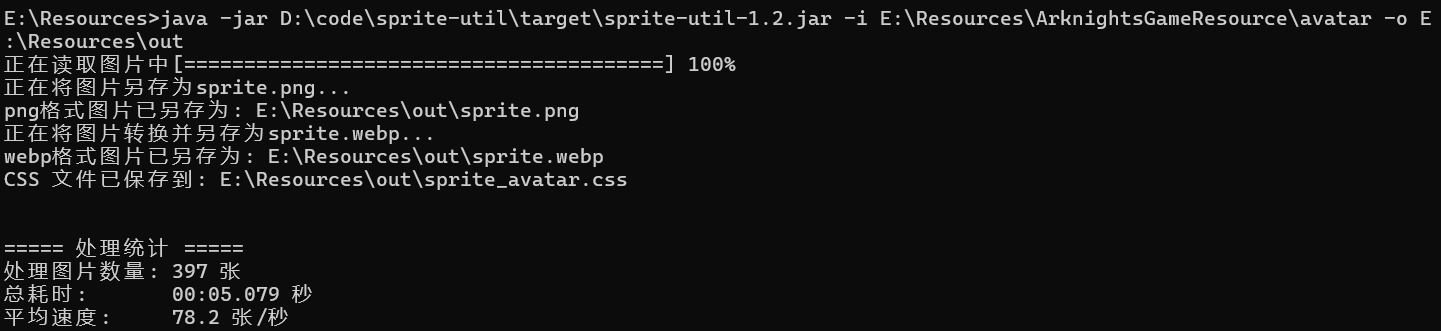 E:\Resources>java -jar D:\code\sprite-util\target\sprite-util-1.2.jar -i E:\Resources\ArknightsGameResource\avatar -o E
:\Resources\out
正在读取图片中[========================================] 100%
正在将图片另存为sprite.png...
png格式图片已另存为: E:\Resources\out\sprite.png
正在将图片转换并另存为sprite.webp...
webp格式图片已另存为: E:\Resources\out\sprite.webp
CSS 文件已保存到: E:\Resources\out\sprite_avatar.css
===== 处理统计 =====
处理图片数量: 397 张
总耗时:       00:05.079 秒
平均速度:     78.2 张/秒